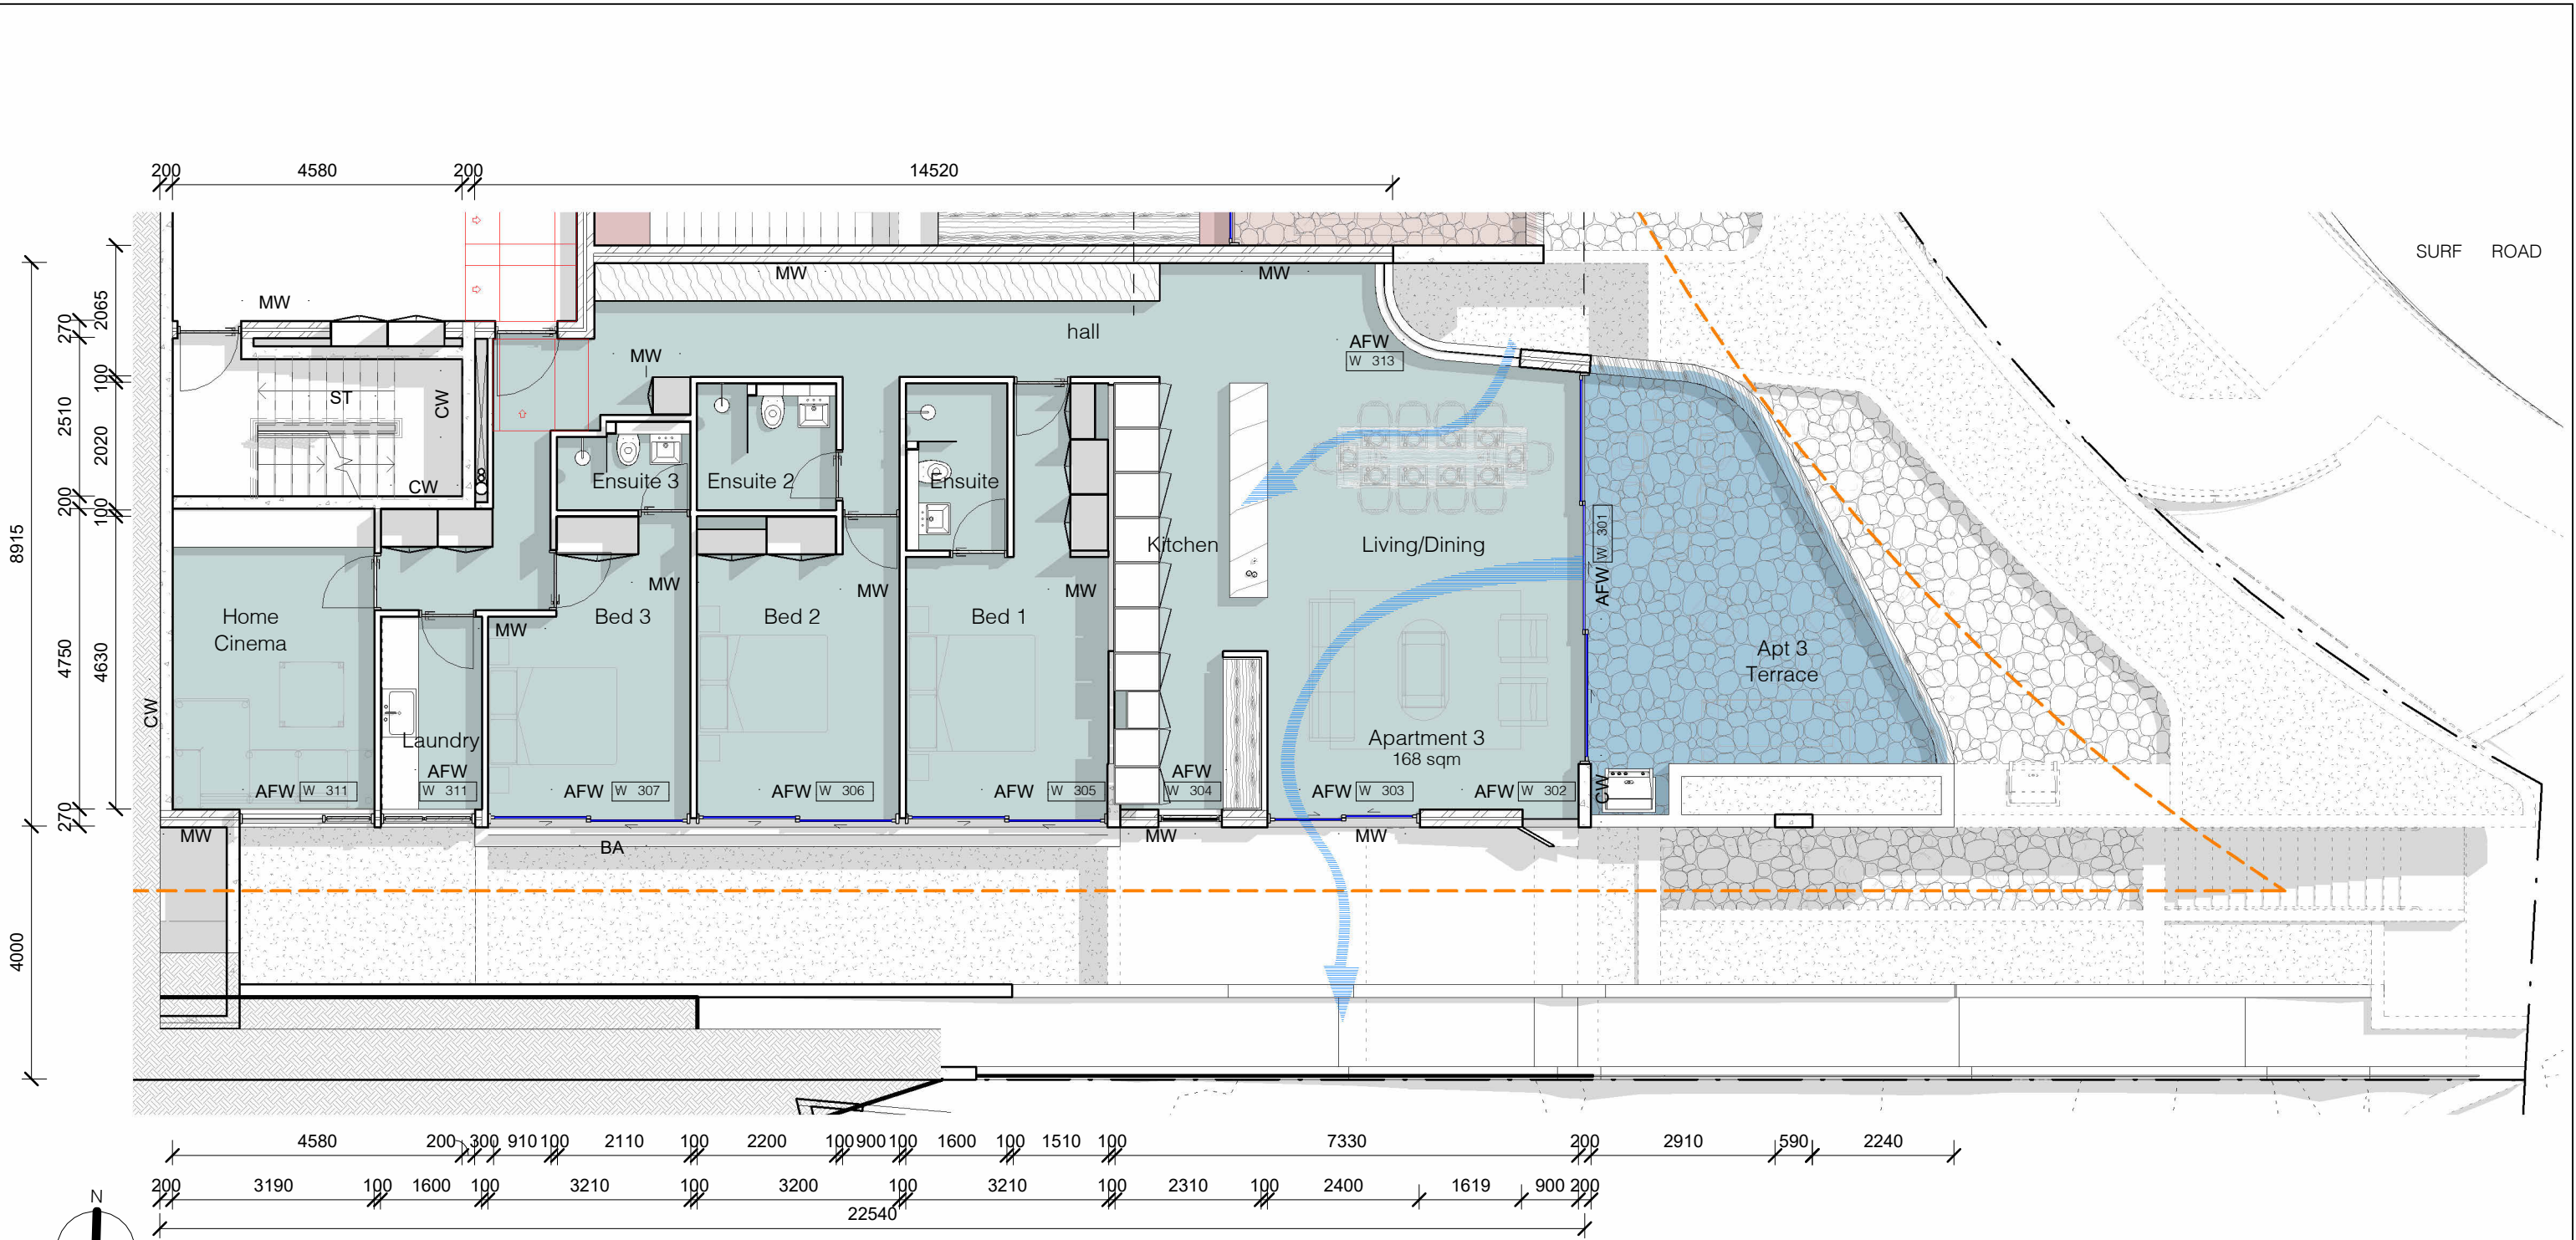 200 4580 200 14520
SURF ROAD
MW MW MW
hall
MW
AFW
W 313
ST CW
CW
Ensuite 3 Ensuite 2 Ensuite
Kitchen Living/Dining
AFW W 301
MW MW MW
Home
Cinema
Bed 3 Bed 2 Bed 1
MW
Apt 3
Terrace
CW
Laundry
Apartment 3
168 sqm
AFW W 311
AFW
W 311
AFW W 307
AFW W 306
AFW W 305
AFW
W 304
AFW W 303
AFW W 302
CW
MW BA MW MW
8915
4000
270
2510
200
4750
270
2065
100
2020
100
4630
4580 200 300 910 100 2110 100 2200 100 900 100 1600 100 1510 100 7330 200 2910 590 2240
200 3190 100 1600 100 3210 100 3200 100 3210 100 2310 100 2400 1619 900 200
22540
N